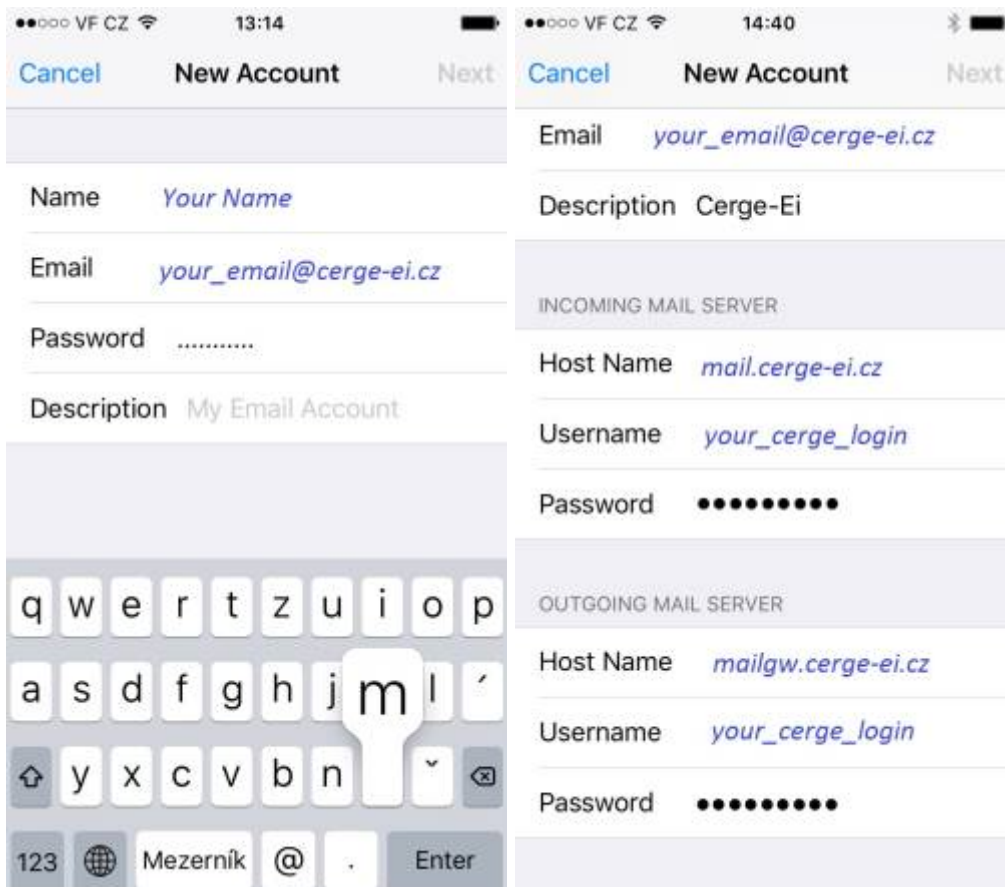 VF CZ 13:14
Cancel New Account Next
Name Your Name
Email your_email@cerge-ei.cz
Password ...........
Description My Email Account
q w e r t z u i o p
a s d f g h j m l ´
y x c v b n ˇ
123 Mezerník @ . Enter
VF CZ 14:40
Cancel New Account Next
Email your_email@cerge-ei.cz
Description Cerge-Ei
INCOMING MAIL SERVER
Host Name mail.cerge-ei.cz
Username your_cerge_login
Password ●●●●●●●●●
OUTGOING MAIL SERVER
Host Name mailgw.cerge-ei.cz
Username your_cerge_login
Password ●●●●●●●●●